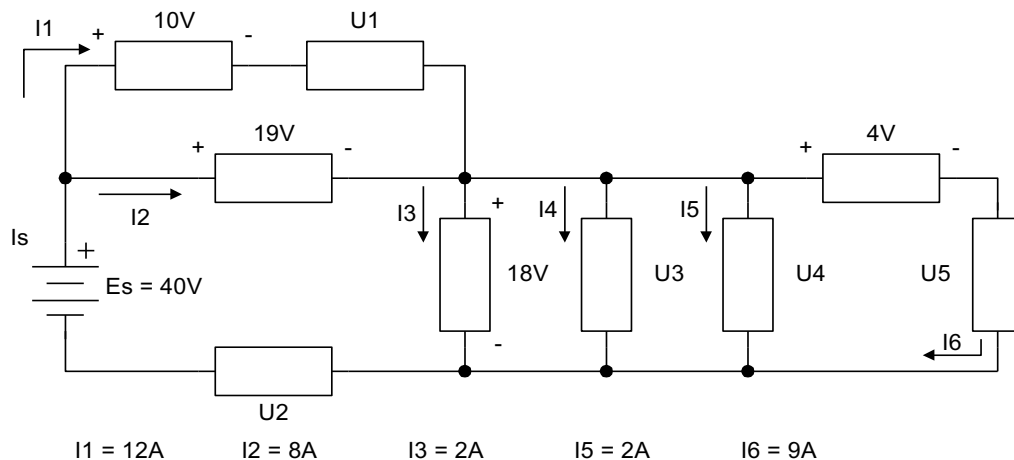 I1
+ 10V -
U1
+ 19V -
+ 4V -
I2
I3
+
I4
I5
Is
+
Es = 40V
18V
U3
U4
U5
-
I6
U2
I1 = 12A I2 = 8A I3 = 2A I5 = 2A I6 = 9A